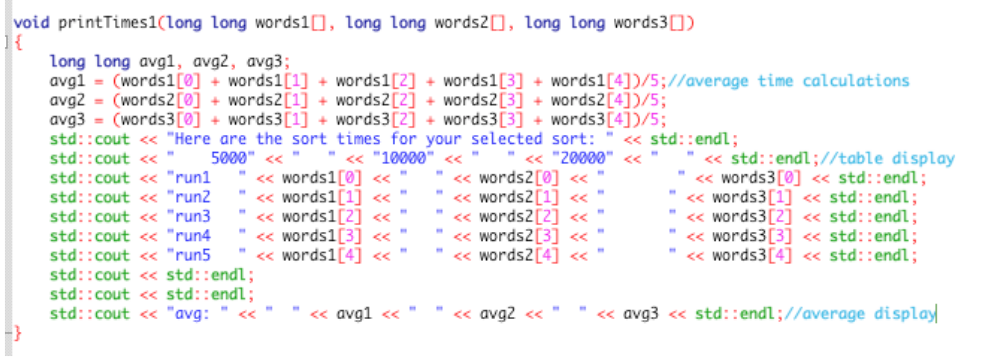 void printTimes1(long long words1[], long long words2[], long long words3[])
{
    long long avg1, avg2, avg3;
    avg1 = (words1[0] + words1[1] + words1[2] + words1[3] + words1[4])/5;//average time calculations
    avg2 = (words2[0] + words2[1] + words2[2] + words2[3] + words2[4])/5;
    avg3 = (words3[0] + words3[1] + words3[2] + words3[3] + words3[4])/5;
    std::cout << "Here are the sort times for your selected sort: " << std::endl;
    std::cout << "    5000" << "   " << "10000" << "   " << "20000" << "   " << std::endl;//table display
    std::cout << "run1   " << words1[0] << "   " << words2[0] << "        " << words3[0] << std::endl;
    std::cout << "run2   " << words1[1] << "   " << words2[1] << "       " << words3[1] << std::endl;
    std::cout << "run3   " << words1[2] << "   " << words2[2] << "       " << words3[2] << std::endl;
    std::cout << "run4   " << words1[3] << "   " << words2[3] << "       " << words3[3] << std::endl;
    std::cout << "run5   " << words1[4] << "   " << words2[4] << "       " << words3[4] << std::endl;
    std::cout << std::endl;
    std::cout << std::endl;
    std::cout << "avg: " << "  " << avg1 << "  " << avg2 << "  " << avg3 << std::endl;//average display
}